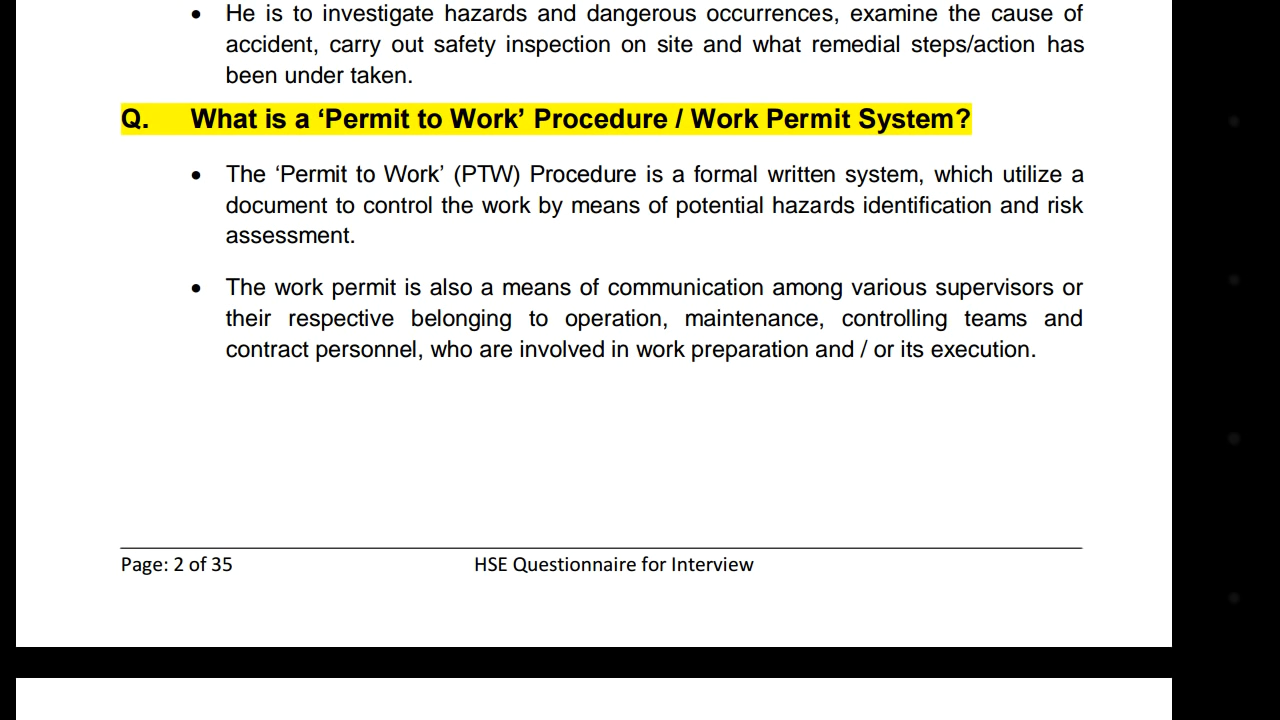 • He is to investigate hazards and dangerous occurrences, examine the cause of
accident, carry out safety inspection on site and what remedial steps/action has
been under taken.
Q. What is a ‘Permit to Work’ Procedure / Work Permit System?
• The ‘Permit to Work’ (PTW) Procedure is a formal written system, which utilize a
document to control the work by means of potential hazards identification and risk
assessment.
• The work permit is also a means of communication among various supervisors or
their respective belonging to operation, maintenance, controlling teams and
contract personnel, who are involved in work preparation and / or its execution.
Page: 2 of 35 HSE Questionnaire for Interview